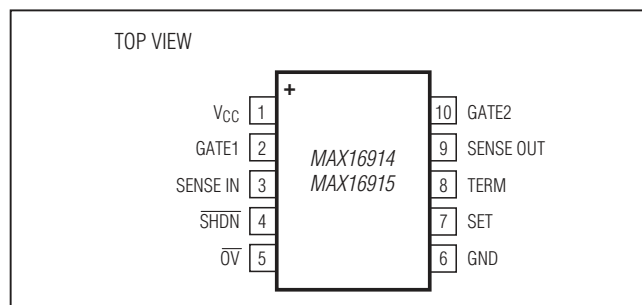 TOP VIEW
+
VCC 1
GATE1 2
SENSE IN 3
SHDN 4
OV 5
MAX16914
MAX16915
10 GATE2
9 SENSE OUT
8 TERM
7 SET
6 GND